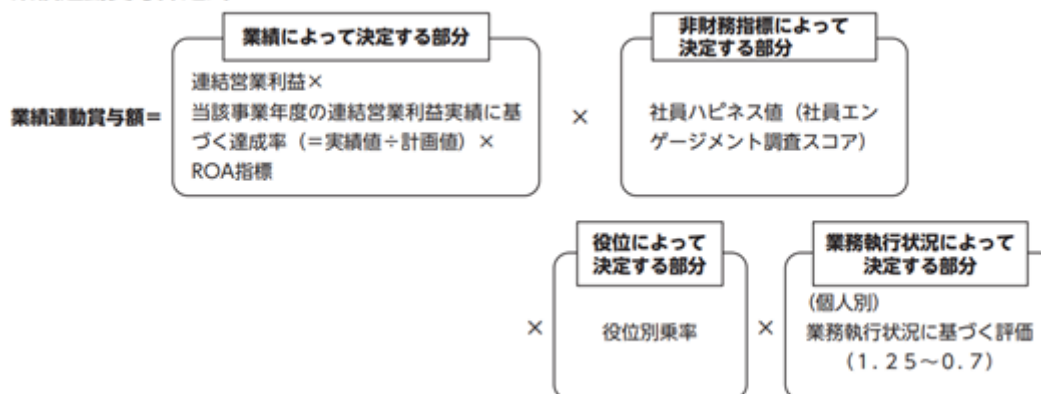 業績によって決定する部分
非財務指標によって
決定する部分
業績連動賞与額＝
連結営業利益×
当該事業年度の連結営業利益実績に基
づく達成率（＝実績値÷計画値）×
ROA指標
×
社員ハピネス値（社員エン
ゲージメント調査スコア）
役位によって
決定する部分
業務執行状況によって
決定する部分
×
役位別乗率
×
（個人別）
業務執行状況に基づく評価
（１．２５～０．７）